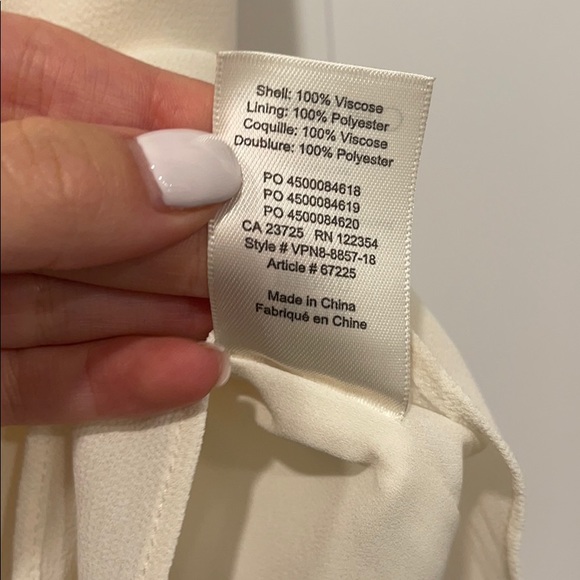 Shell: 100% Viscose
Lining: 100% Polyester
Coquille: 100% Viscose
Doublure: 100% Polyester
PO 4500084618
PO 4500084619
PO 4500084620
CA 23725 RN 122354
Style # VPN8-8857-18
Article # 67225
Made in China
Fabriqué en Chine